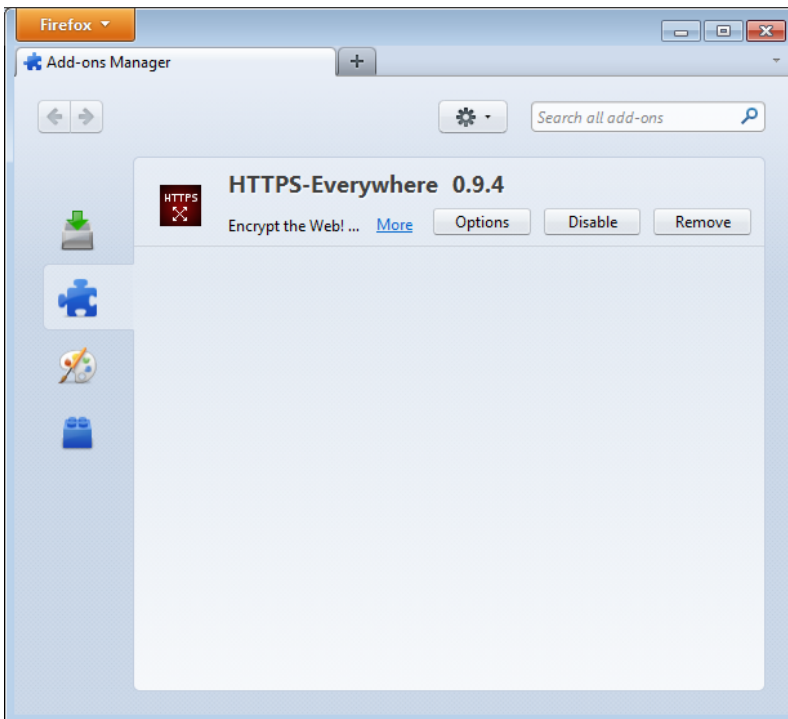 Firefox
Add-ons Manager
Search all add-ons
HTTPS
HTTPS-Everywhere 0.9.4
Encrypt the Web! ... More Options Disable Remove